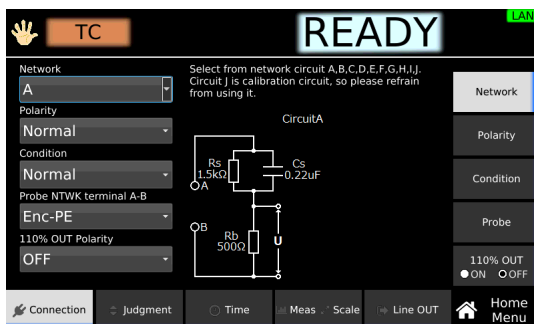 LAN
TC
READY
Network
A
Polarity
Normal
Condition
Normal
Probe NTWK terminal A-B
Enc-PE
110% OUT Polarity
OFF
Select from network circuit A,B,C,D,E,F,G,H,I,J.
Circuit J is calibration circuit, so please refrain
from using it.
CircuitA
Rs
1.5kΩ
Cs
0.22uF
A
B
Rb
500Ω
U
Network
Polarity
Condition
Probe
110% OUT
ON OFF
Connection
Judgment
Time
Meas
Scale
Line OUT
Home
Menu